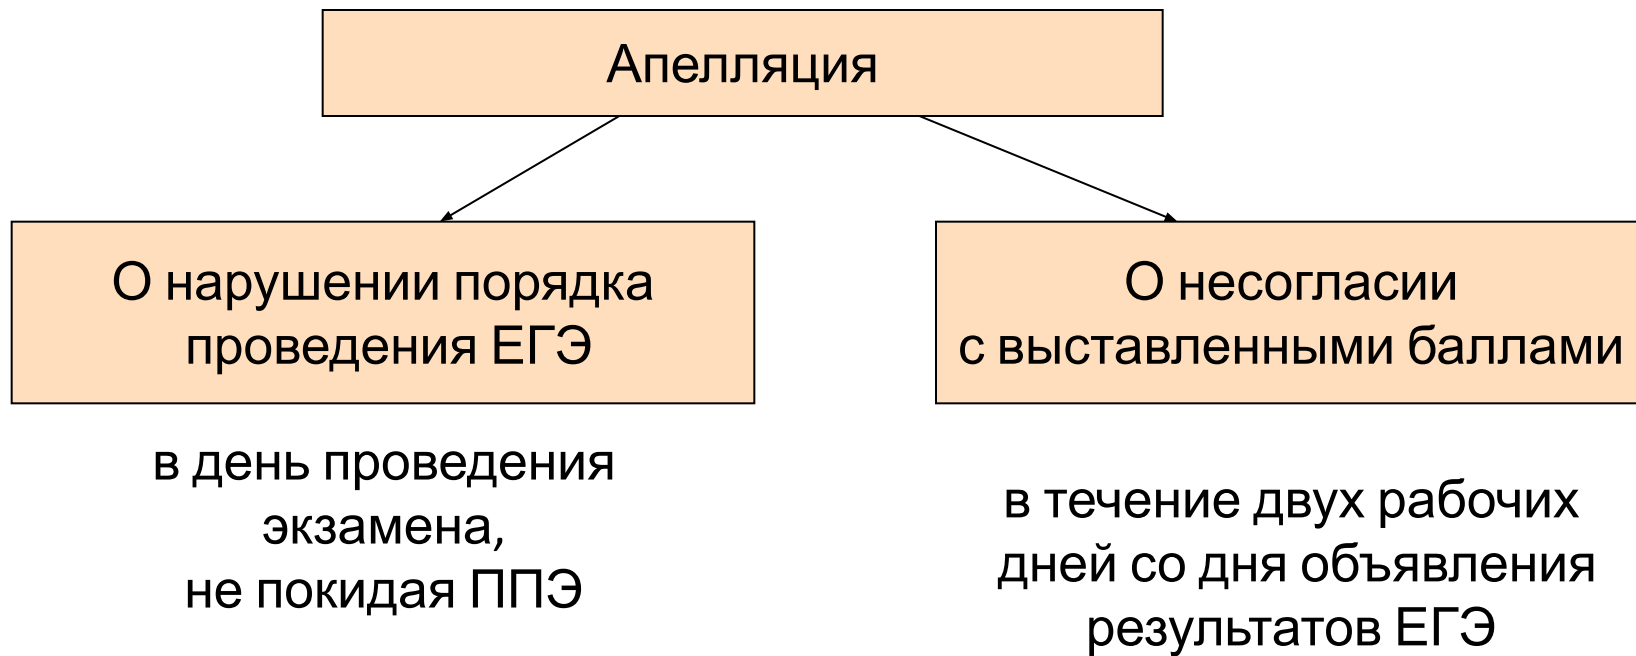 Апелляция
О нарушении порядка
проведения ЕГЭ
О несогласии
с выставленными баллами
в день проведения
экзамена,
не покидая ППЭ
в течение двух рабочих
дней со дня объявления
результатов ЕГЭ